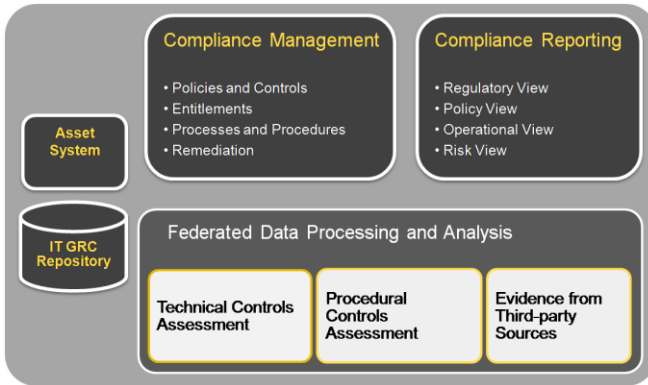 Compliance Management
• Policies and Controls
• Entitlements
• Processes and Procedures
• Remediation
Compliance Reporting
• Regulatory View
• Policy View
• Operational View
• Risk View
Asset
System
IT GRC
Repository
Federated Data Processing and Analysis
Technical Controls
Assessment
Procedural
Controls
Assessment
Evidence from
Third-party
Sources